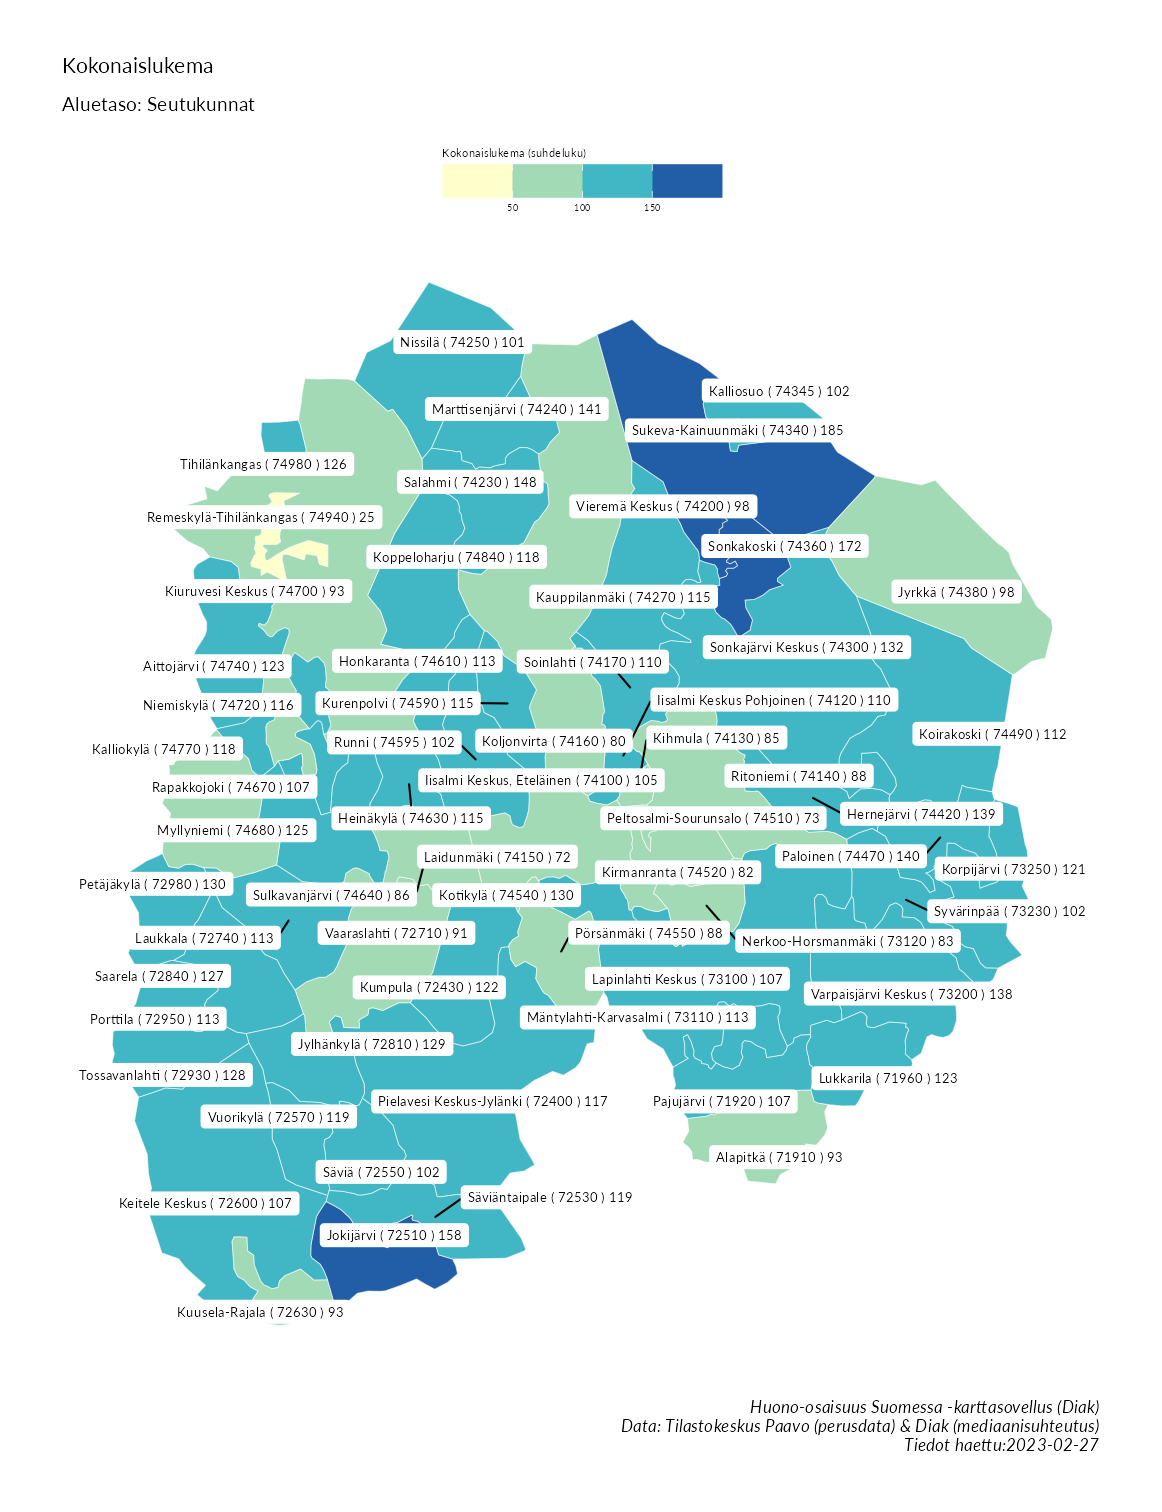 Kokonaislukema
Aluetaso: Seutukunnat
Kokonaislukema (suhdeluku)
50 100 150
Nissilä ( 74250 ) 101
Kalliosuo ( 74345 ) 102
Marttisenjärvi ( 74240 ) 141
Sukeva-Kainuunmäki ( 74340 ) 185
Tihilänkangas ( 74980 ) 126
Salahmi ( 74230 ) 148
Vieremä Keskus ( 74200 ) 98
Remeskylä-Tihilänkangas ( 74940 ) 25
Sonkakoski ( 74360 ) 172
Koppeloharju ( 74840 ) 118
Kiuruvesi Keskus ( 74700 ) 93
Jyrkkä ( 74380 ) 98
Kauppilanmäki ( 74270 ) 115
Sonkajärvi Keskus ( 74300 ) 132
Aittojärvi ( 74740 ) 123
Honkaranta ( 74610 ) 113
Soinlahti ( 74170 ) 110
Niemiskylä ( 74720 ) 116
Kurenpolvi ( 74590 ) 115
Iisalmi Keskus Pohjoinen ( 74120 ) 110
Kalliokylä ( 74770 ) 118
Runni ( 74595 ) 102
Koljonvirta ( 74160 ) 80
Kihmula ( 74130 ) 85
Koirakoski ( 74490 ) 112
Rapakkojoki ( 74670 ) 107
Iisalmi Keskus, Eteläinen ( 74100 ) 105
Ritoniemi ( 74140 ) 88
Heinäkylä ( 74630 ) 115
Peltosalmi-Sourunsalo ( 74510 ) 73
Hernejärvi ( 74420 ) 139
Myllyniemi ( 74680 ) 125
Laidunmäki ( 74150 ) 72
Paloinen ( 74470 ) 140
Kirmanranta ( 74520 ) 82
Korpijärvi ( 73250 ) 121
Petäjäkylä ( 72980 ) 130
Sulkavanjärvi ( 74640 ) 86
Kotikylä ( 74540 ) 130
Syvärinpää ( 73230 ) 102
Laukkala ( 72740 ) 113
Vaaraslahti ( 72710 ) 91
Pörsänmäki ( 74550 ) 88
Nerkoo-Horsmanmäki ( 73120 ) 83
Saarela ( 72840 ) 127
Kumpula ( 72430 ) 122
Lapinlahti Keskus ( 73100 ) 107
Varpaisjärvi Keskus ( 73200 ) 138
Porttila ( 72950 ) 113
Mäntylahti-Karvasalmi ( 73110 ) 113
Jylhänkylä ( 72810 ) 129
Tossavanlahti ( 72930 ) 128
Lukkarila ( 71960 ) 123
Vuorikylä ( 72570 ) 119
Pielavesi Keskus-Jylänki ( 72400 ) 117
Pajujärvi ( 71920 ) 107
Alapitkä ( 71910 ) 93
Säviä ( 72550 ) 102
Keitele Keskus ( 72600 ) 107
Säviäntaipale ( 72530 ) 119
Jokijärvi ( 72510 ) 158
Kuusela-Rajala ( 72630 ) 93
Huono-osaisuus Suomessa -karttasovellus (Diak)
Data: Tilastokeskus Paavo (perusdata) & Diak (mediaanisuhteutus)
Tiedot haettu:2023-02-27